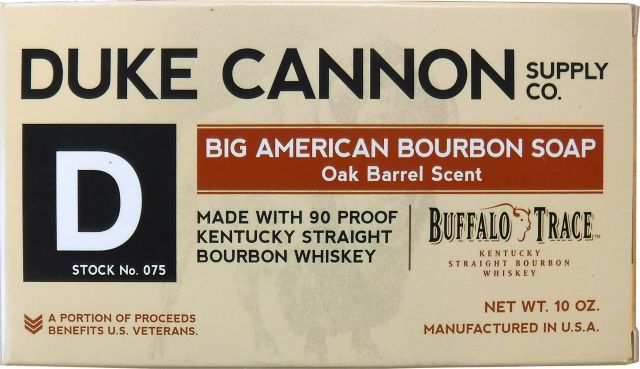 DUKE CANNON SUPPLY CO.
D
STOCK No. 075
BIG AMERICAN BOURBON SOAP
Oak Barrel Scent
MADE WITH 90 PROOF
KENTUCKY STRAIGHT
BOURBON WHISKEY
BUFFALO TRACE™
KENTUCKY
STRAIGHT BOURBON
WHISKEY
A PORTION OF PROCEEDS
BENEFITS U.S. VETERANS.
NET WT. 10 OZ.
MANUFACTURED IN U.S.A.